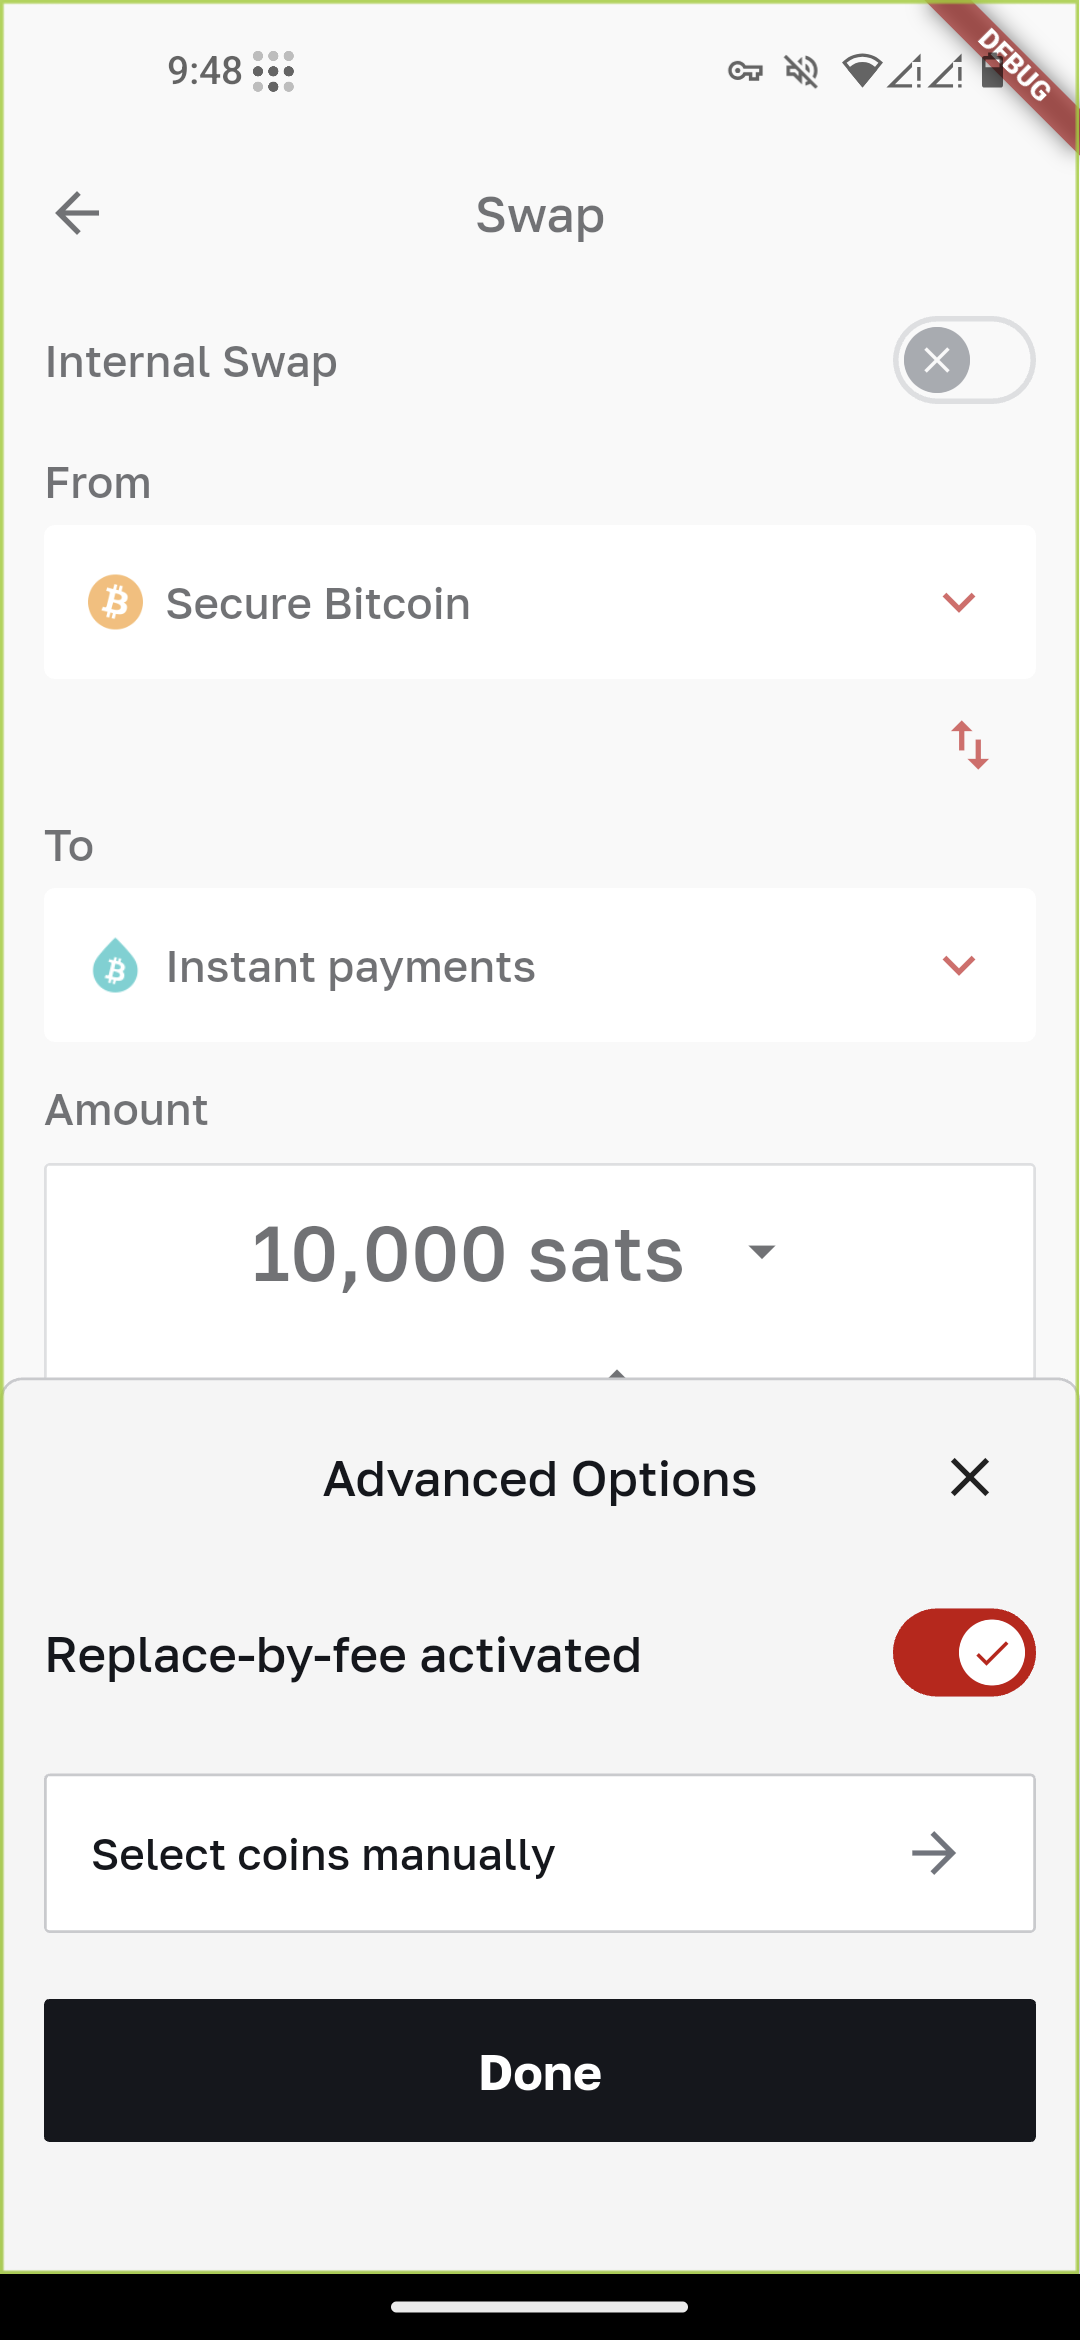 9:48
DEBUG
Swap
Internal Swap
From
Secure Bitcoin
To
Instant payments
Amount
10,000 sats
Advanced Options
Replace-by-fee activated
Select coins manually
Done